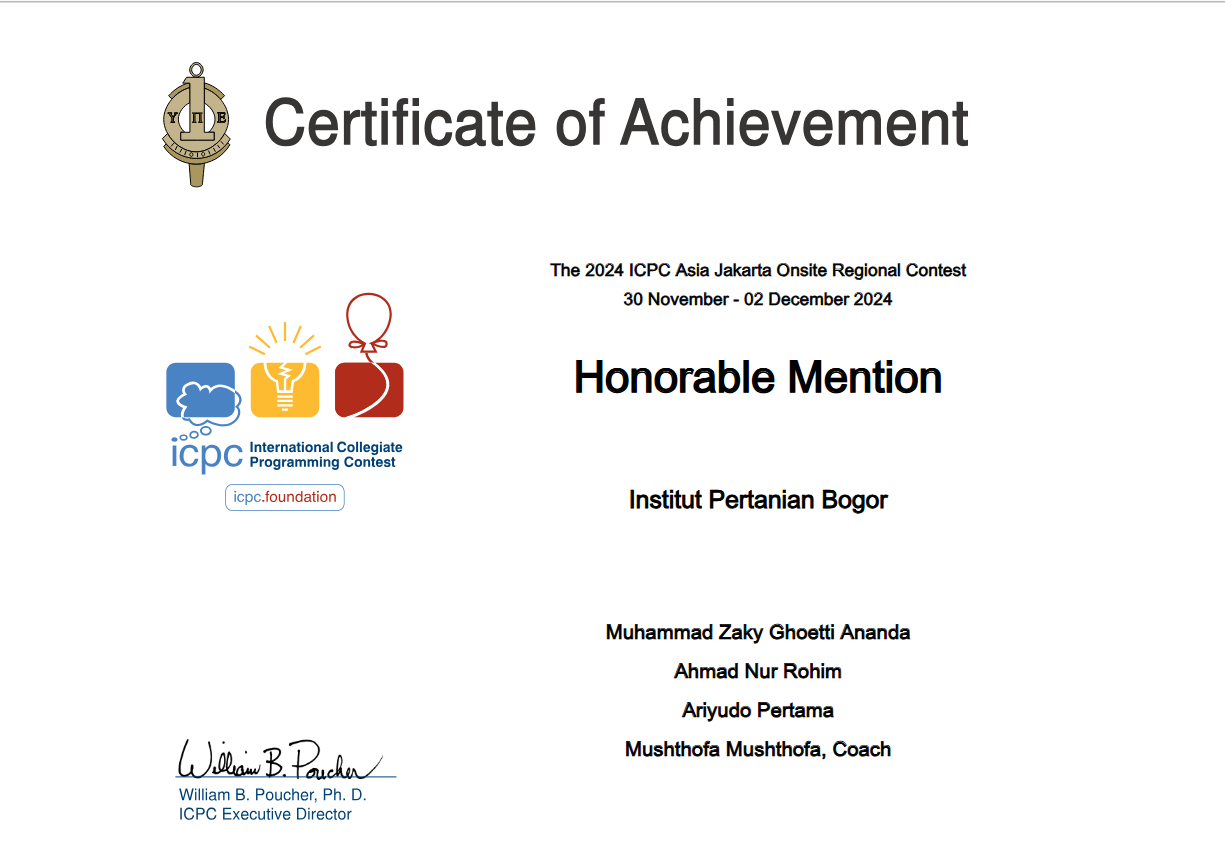 Υ Π Ε
Certificate of Achievement
The 2024 ICPC Asia Jakarta Onsite Regional Contest
30 November - 02 December 2024
Honorable Mention
icpc International Collegiate
Programming Contest
icpc.foundation
Institut Pertanian Bogor
Muhammad Zaky Ghoetti Ananda
Ahmad Nur Rohim
Ariyudo Pertama
Mushthofa Mushthofa, Coach
William B. Poucher
William B. Poucher, Ph. D.
ICPC Executive Director